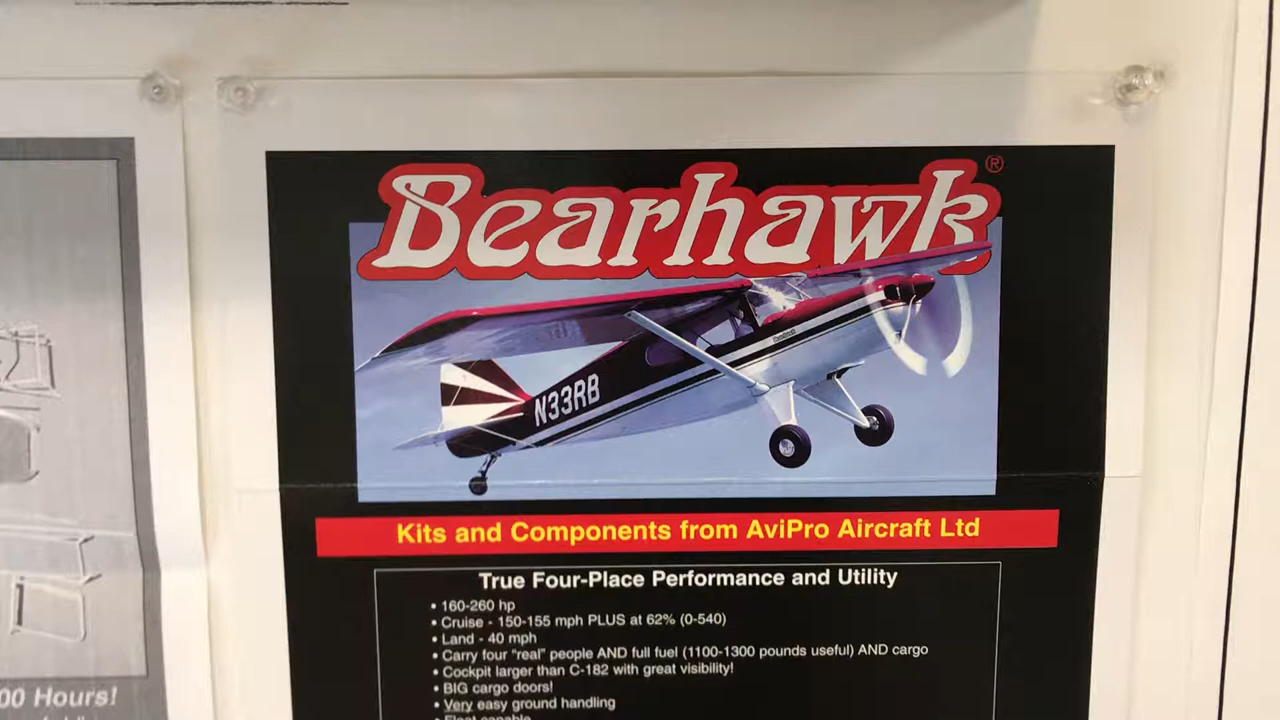 Bearhawk®
N33RB
Kits and Components from AviPro Aircraft Ltd
True Four-Place Performance and Utility
• 160-260 hp
• Cruise - 150-155 mph PLUS at 62% (0-540)
• Land - 40 mph
• Carry four "real" people AND full fuel (1100-1300 pounds useful) AND cargo
• Cockpit larger than C-182 with great visibility!
• BIG cargo doors!
• Very easy ground handling
• Float capable
00 Hours!